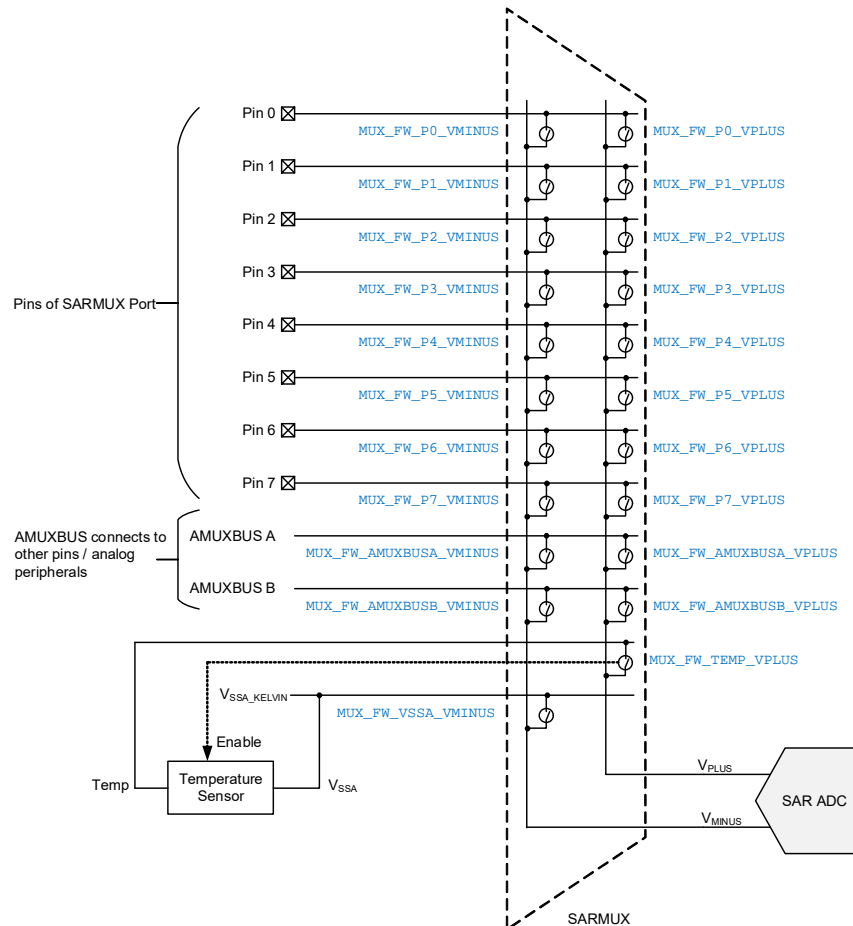 Pin 0
MUX_FW_P0_VMINUS
MUX_FW_P0_VPLUS
Pin 1
MUX_FW_P1_VMINUS
MUX_FW_P1_VPLUS
Pin 2
MUX_FW_P2_VMINUS
MUX_FW_P2_VPLUS
Pin 3
MUX_FW_P3_VMINUS
MUX_FW_P3_VPLUS
Pins of SARMUX Port
Pin 4
MUX_FW_P4_VMINUS
MUX_FW_P4_VPLUS
Pin 5
MUX_FW_P5_VMINUS
MUX_FW_P5_VPLUS
Pin 6
MUX_FW_P6_VMINUS
MUX_FW_P6_VPLUS
Pin 7
MUX_FW_P7_VMINUS
MUX_FW_P7_VPLUS
AMUXBUS connects to
other pins / analog
peripherals
AMUXBUS A
MUX_FW_AMUXBUSA_VMINUS
MUX_FW_AMUXBUSA_VPLUS
AMUXBUS B
MUX_FW_AMUXBUSB_VMINUS
MUX_FW_AMUXBUSB_VPLUS
MUX_FW_TEMP_VPLUS
VSSA_KELVIN
MUX_FW_VSSA_VMINUS
Enable
Temp
Temperature
Sensor
VSSA
VPLUS
SAR ADC
VMINUS
SARMUX